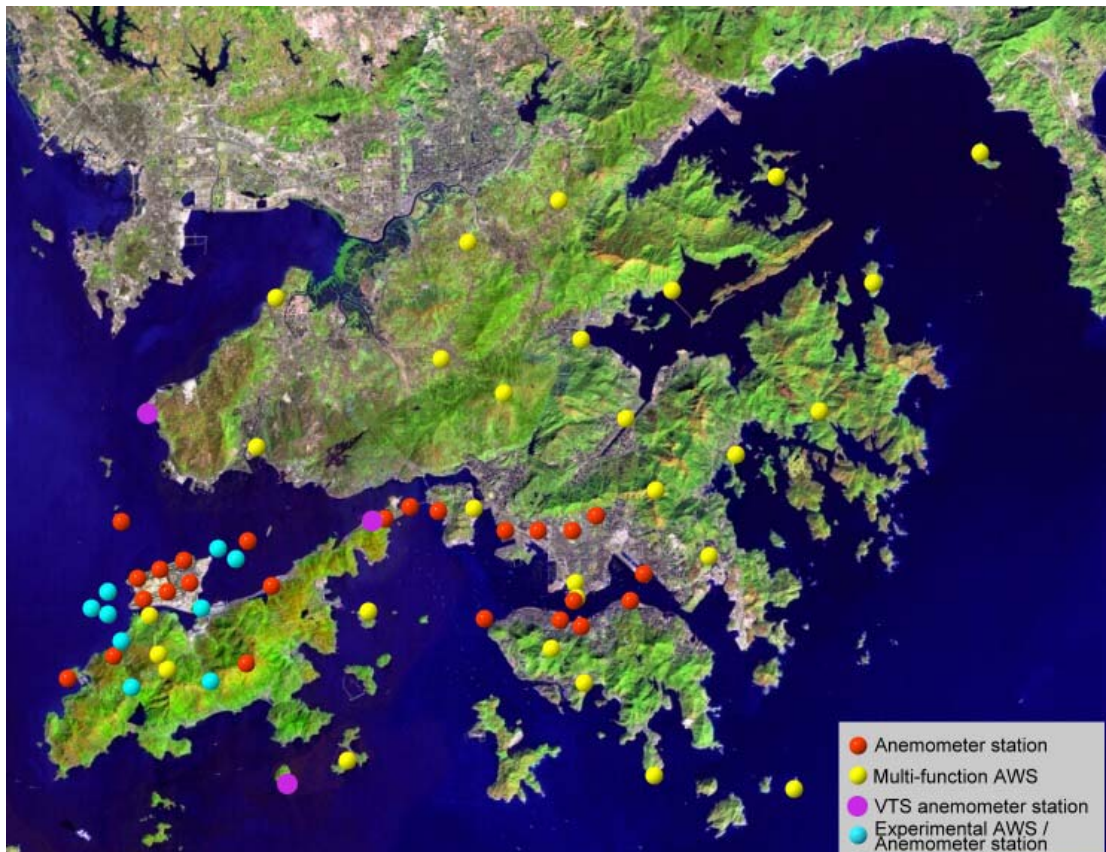 Anemometer station
Multi-function AWS
VTS anemometer station
Experimental AWS /
Anemometer station